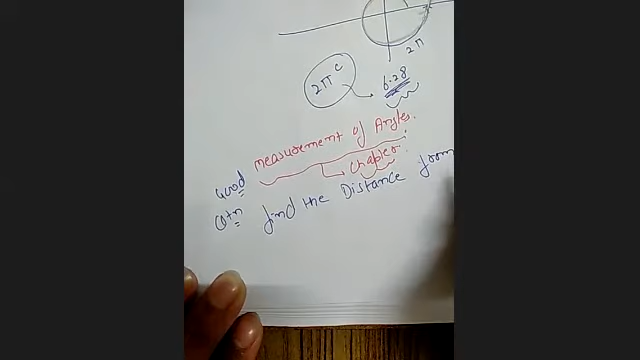 2π
2π^c
6.28
measurement of Angles.
Chapter
Good
Qtn find the Distance from